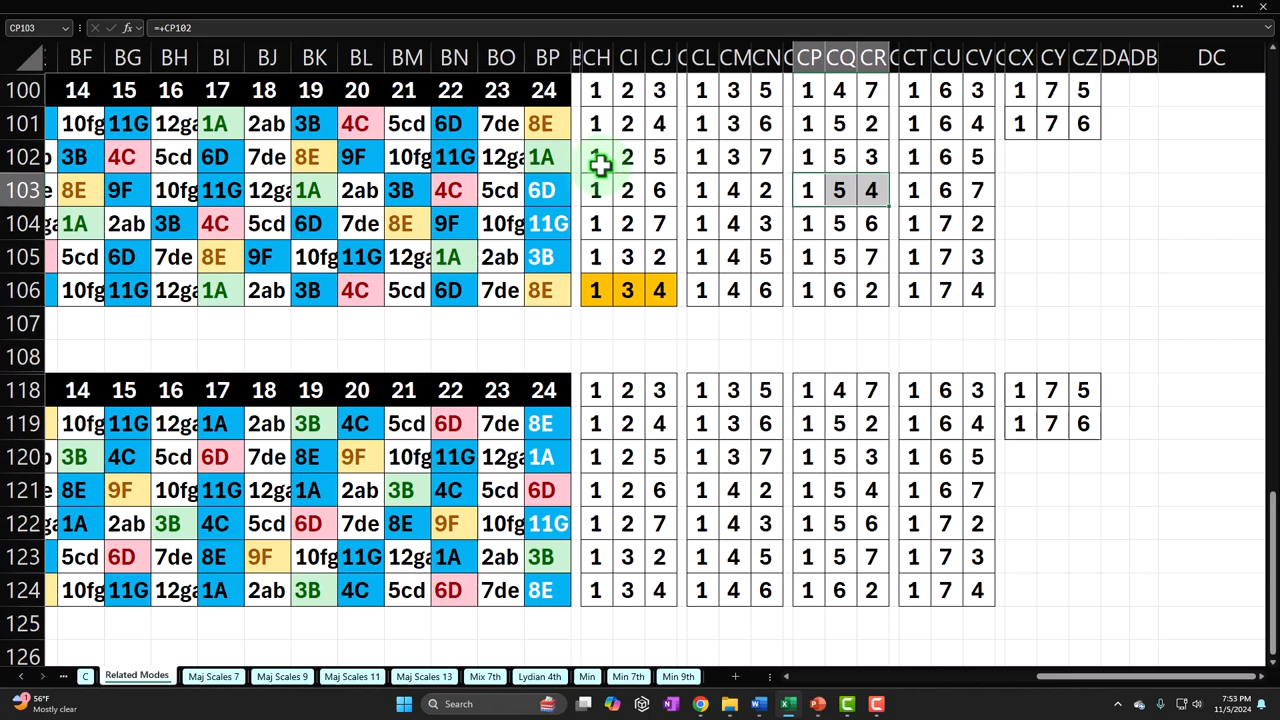 CP103 fx =+CP102
BF BG BH BI BJ BK BL BM BN BO BP B CH CI CJ C CL CM CN C CP CQ CR C CT CU CV C CX CY CZ DA DB DC
100 14 15 16 17 18 19 20 21 22 23 24 1 2 3 1 3 5 1 4 7 1 6 3 1 7 5
101 10fg 11G 12ga 1A 2ab 3B 4C 5cd 6D 7de 8E 1 2 4 1 3 6 1 5 2 1 6 4 1 7 6
102 3B 4C 5cd 6D 7de 8E 9F 10fg 11G 12ga 1A 1 2 5 1 3 7 1 5 3 1 6 5
103 8E 9F 10fg 11G 12ga 1A 2ab 3B 4C 5cd 6D 1 2 6 1 4 2 1 5 4 1 6 7
104 1A 2ab 3B 4C 5cd 6D 7de 8E 9F 10fg 11G 1 2 7 1 4 3 1 5 6 1 7 2
105 5cd 6D 7de 8E 9F 10fg 11G 12ga 1A 2ab 3B 1 3 2 1 4 5 1 5 7 1 7 3
106 10fg 11G 12ga 1A 2ab 3B 4C 5cd 6D 7de 8E 1 3 4 1 4 6 1 6 2 1 7 4
107
108
118 14 15 16 17 18 19 20 21 22 23 24 1 2 3 1 3 5 1 4 7 1 6 3 1 7 5
119 10fg 11G 12ga 1A 2ab 3B 4C 5cd 6D 7de 8E 1 2 4 1 3 6 1 5 2 1 6 4 1 7 6
120 3B 4C 5cd 6D 7de 8E 9F 10fg 11G 12ga 1A 1 2 5 1 3 7 1 5 3 1 6 5
121 8E 9F 10fg 11G 12ga 1A 2ab 3B 4C 5cd 6D 1 2 6 1 4 2 1 5 4 1 6 7
122 1A 2ab 3B 4C 5cd 6D 7de 8E 9F 10fg 11G 1 2 7 1 4 3 1 5 6 1 7 2
123 5cd 6D 7de 8E 9F 10fg 11G 12ga 1A 2ab 3B 1 3 2 1 4 5 1 5 7 1 7 3
124 10fg 11G 12ga 1A 2ab 3B 4C 5cd 6D 7de 8E 1 3 4 1 4 6 1 6 2 1 7 4
125
126
C Related Modes Maj Scales 7 Maj Scales 9 Maj Scales 11 Maj Scales 13 Mix 7th Lydian 4th Min Min 7th Min 9th
56°F Mostly clear Search 7:53 PM
11/5/2024